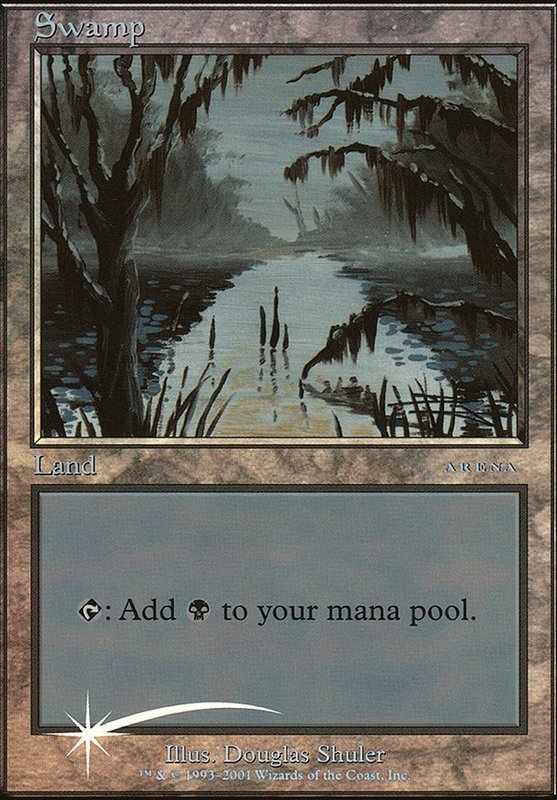 Swamp
Land ARENA
: Add to your mana pool.
Illus. Douglas Shuler
™ & © 1993-2001 Wizards of the Coast, Inc.